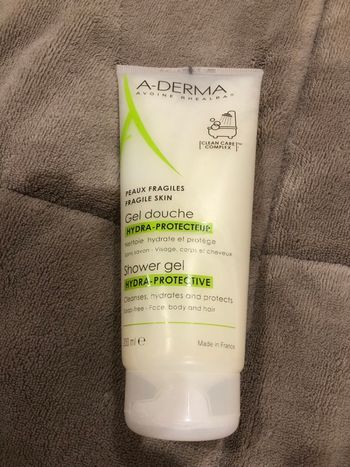 A-DERMA
AVOINE RHEALBA®
[CLEAN CARE
COMPLEX]™
PEAUX FRAGILES
FRAGILE SKIN
Gel douche
HYDRA-PROTECTEUR
Nettoie, hydrate et protège
Sans savon - Visage, corps et cheveux
Shower gel
HYDRA-PROTECTIVE
Cleanses, hydrates and protects
Soap-free - Face, body and hair
ml e
Made in France